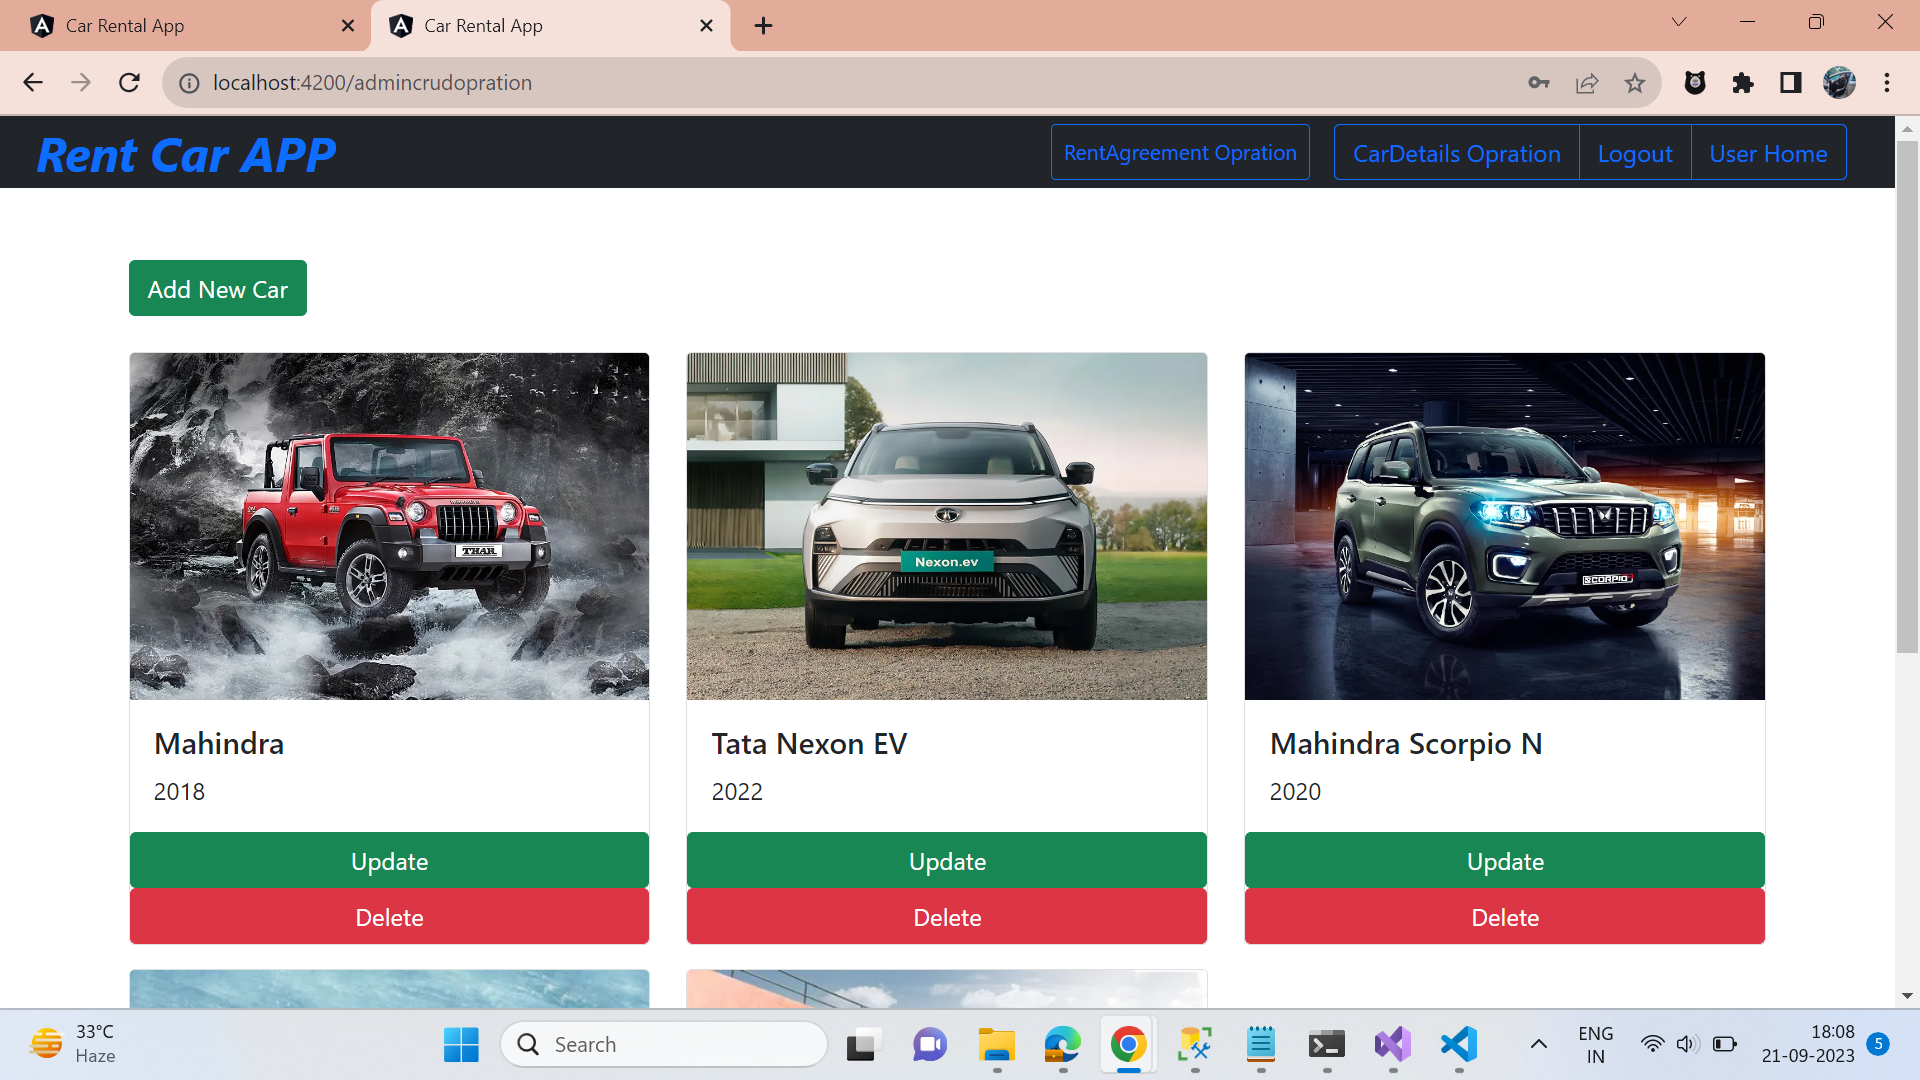 Car Rental App
Car Rental App
localhost:4200/admincrudopration
Rent Car APP
RentAgreement Opration
CarDetails Opration
Logout
User Home
Add New Car
THAR
Nexon.ev
SCORPIO
Mahindra
Tata Nexon EV
Mahindra Scorpio N
2018
2022
2020
Update
Update
Update
Delete
Delete
Delete
33°C
Haze
Search
ENG
IN
18:08
21-09-2023
5